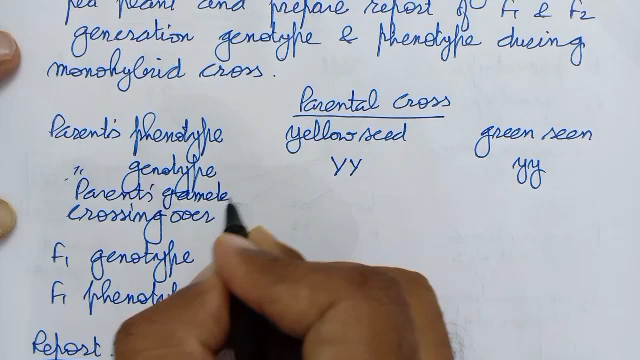 pea plant and prepare report of F1 & F2
generation genotype & phenotype during
monohybrid cross.
Parental Cross
Parent's phenotype yellow seed green seen
" genotype YY yy
Parent's gamete
crossing over
F1 genotype
F1 phenoty
Report